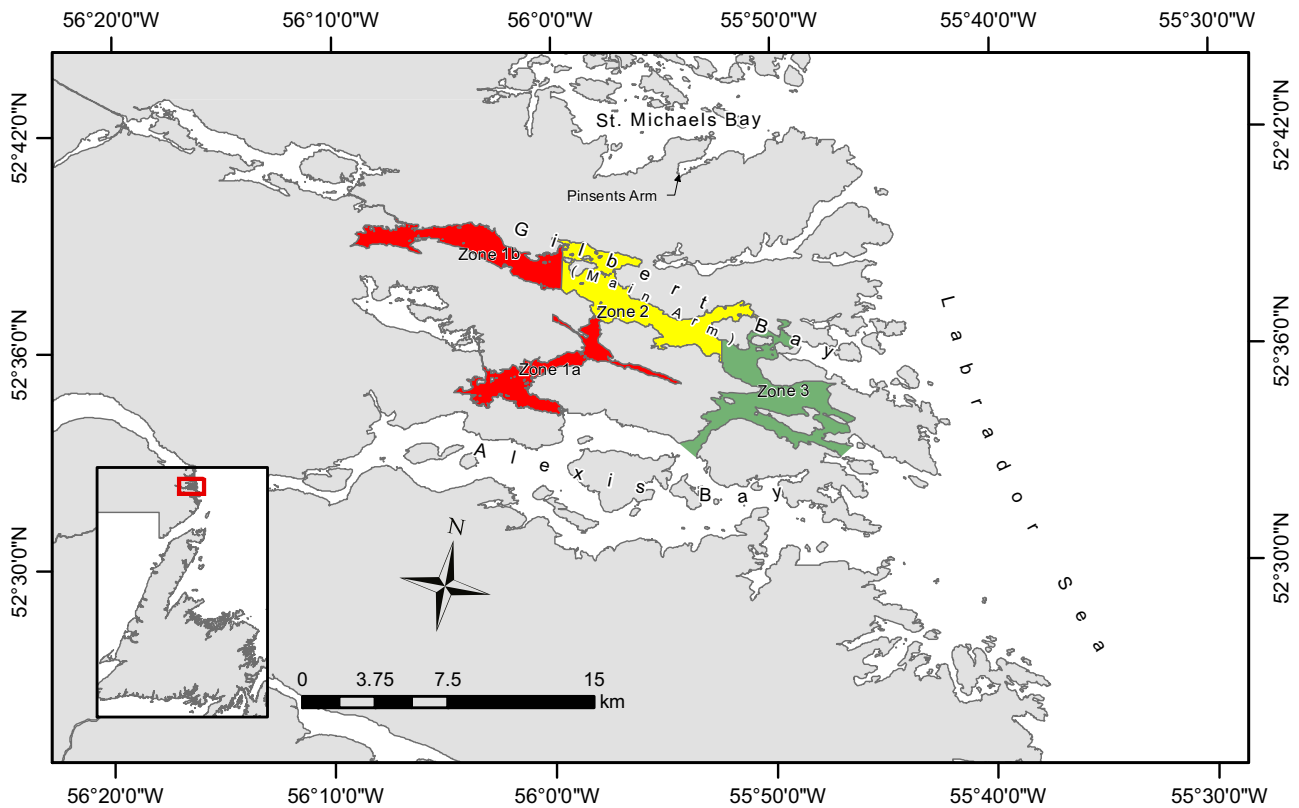 56°20'0"W 56°10'0"W 56°0'0"W 55°50'0"W 55°40'0"W 55°30'0"W
52°42'0"N
52°42'0"N
St. Michaels Bay
Pinsents Arm
Gilbert Bay
(Main Arm)
Zone 1b
Zone 2
52°36'0"N
52°36'0"N
Zone 1a
Zone 3
Labrador Sea
Alexis Bay
N
52°30'0"N
52°30'0"N
0 3.75 7.5 15
km
56°20'0"W 56°10'0"W 56°0'0"W 55°50'0"W 55°40'0"W 55°30'0"W